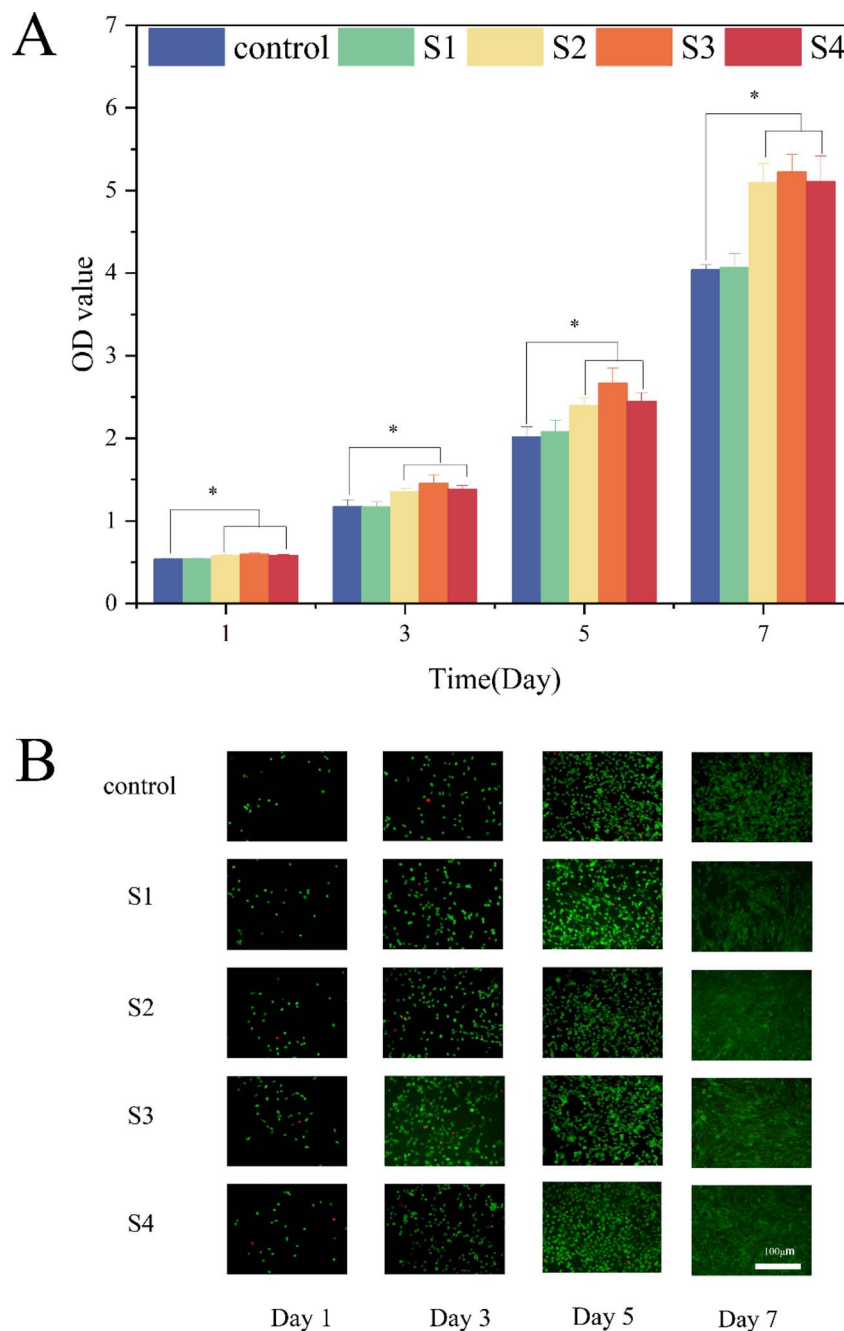 A
control S1 S2 S3 S4
7
6
5
4
3
2
1
0
OD value
*
*
*
*
1 3 5 7
Time(Day)
B
control
S1
S2
S3
S4
100μm
Day 1 Day 3 Day 5 Day 7